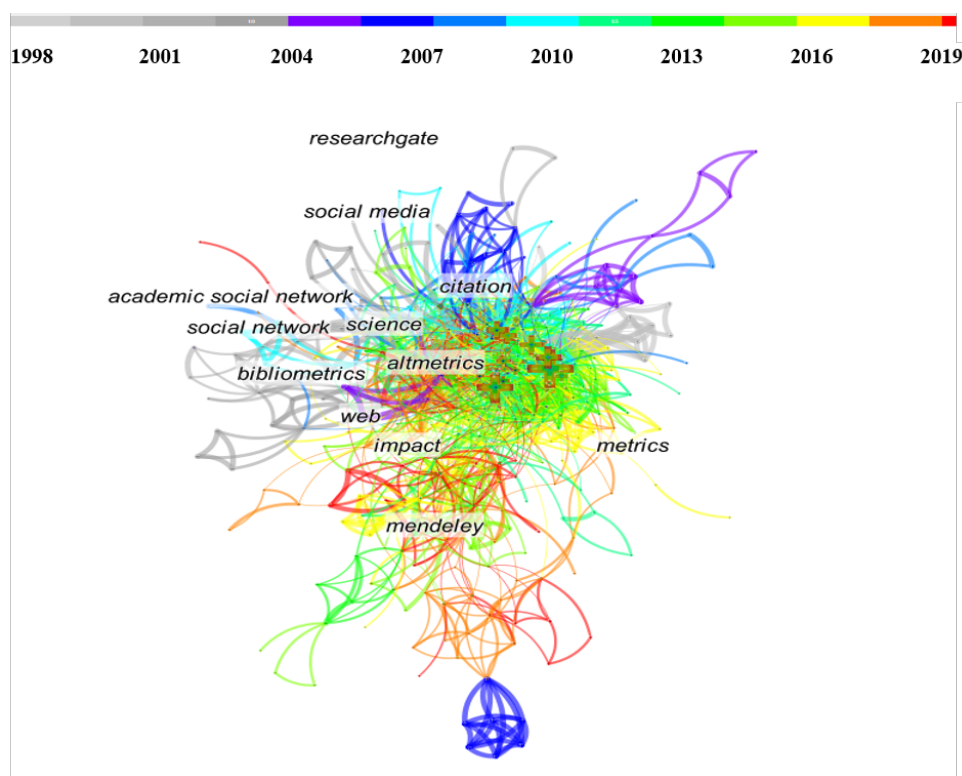 1998 2001 2004 2007 2010 2013 2016 2019
researchgate
social media
citation
academic social network
social network science
altmetrics
bibliometrics
web
impact metrics
mendeley